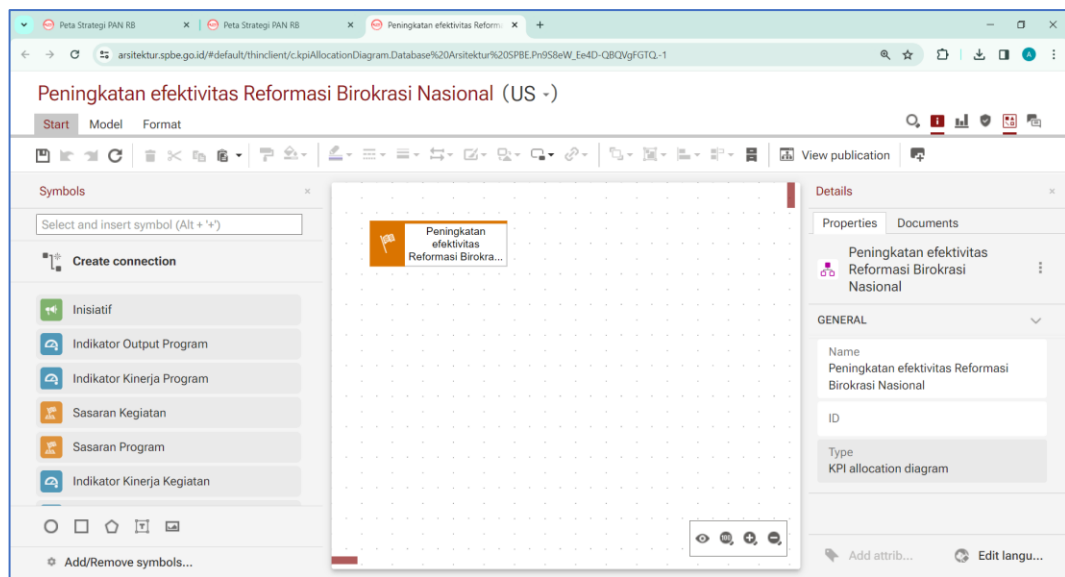 Peta Strategi PAN RB
Peta Strategi PAN RB
Peningkatan efektivitas Reform
arsitektur.spbe.go.id/#default/thinclient/c.kpiAllocationDiagram.Database%20Arsitektur%20SPBE.Pn9S8eW_Ee4D-QBQVgFGTQ.-1
A
Peningkatan efektivitas Reformasi Birokrasi Nasional (US)
Start Model Format
View publication
Symbols
Select and insert symbol (Alt + '+')
Create connection
Inisiatif
Indikator Output Program
Indikator Kinerja Program
Sasaran Kegiatan
Sasaran Program
Indikator Kinerja Kegiatan
Add/Remove symbols...
Peningkatan
efektivitas
Reformasi Birokra...
100
Details
Properties Documents
Peningkatan efektivitas
Reformasi Birokrasi
Nasional
GENERAL
Name
Peningkatan efektivitas Reformasi
Birokrasi Nasional
ID
Type
KPI allocation diagram
Add attrib...
Edit langu...